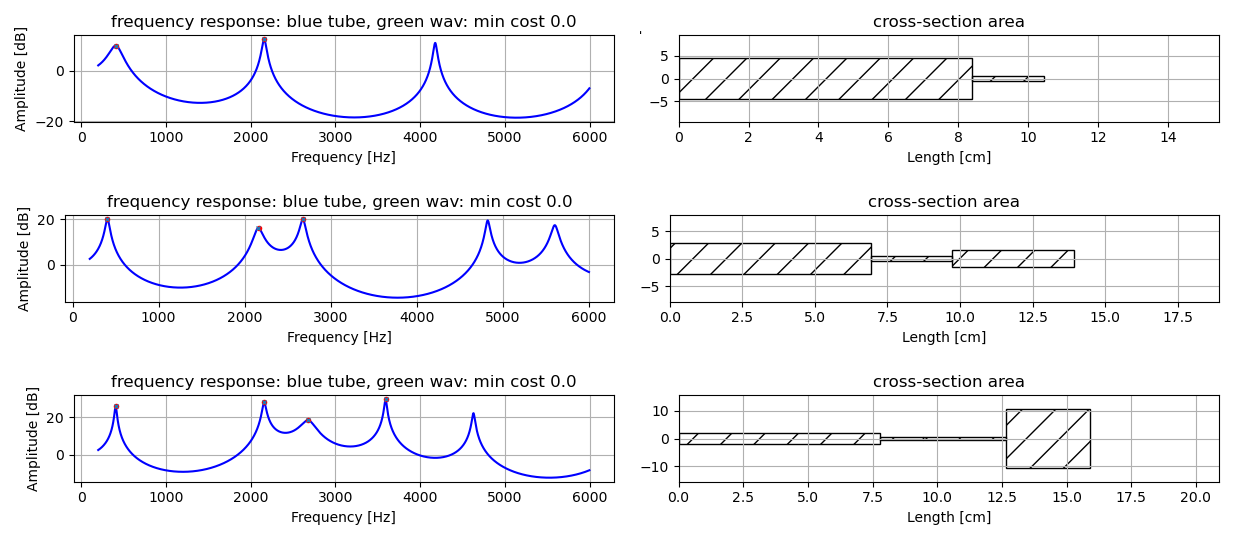 frequency response: blue tube, green wav: min cost 0.0
cross-section area
Amplitude [dB]
0
−20
0 1000 2000 3000 4000 5000 6000
Frequency [Hz]
5
0
−5
0 2 4 6 8 10 12 14
Length [cm]
frequency response: blue tube, green wav: min cost 0.0
cross-section area
Amplitude [dB]
20
0
0 1000 2000 3000 4000 5000 6000
Frequency [Hz]
5
0
−5
0.0 2.5 5.0 7.5 10.0 12.5 15.0 17.5
Length [cm]
frequency response: blue tube, green wav: min cost 0.0
cross-section area
Amplitude [dB]
20
0
0 1000 2000 3000 4000 5000 6000
Frequency [Hz]
10
0
−10
0.0 2.5 5.0 7.5 10.0 12.5 15.0 17.5 20.0
Length [cm]